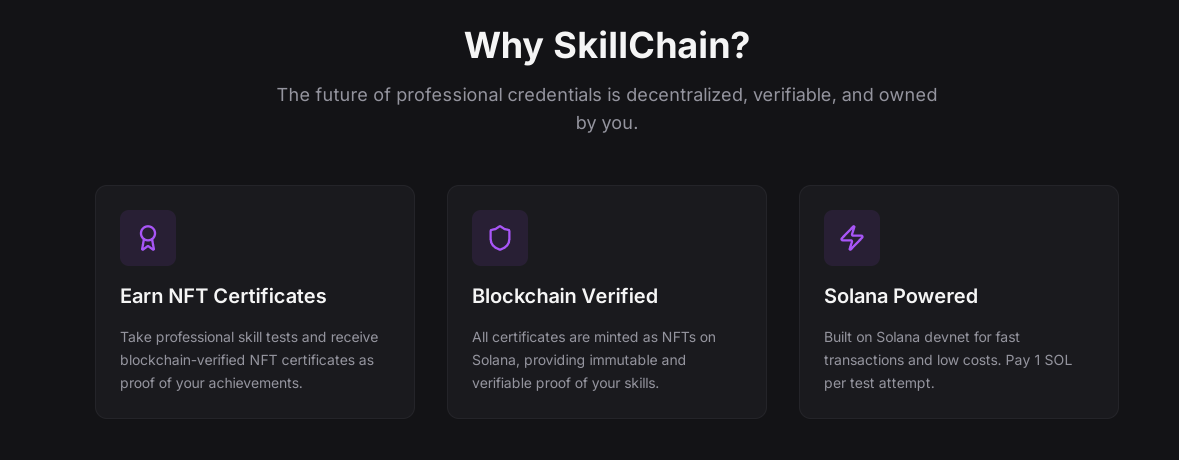 Why SkillChain?
The future of professional credentials is decentralized, verifiable, and owned
by you.
Earn NFT Certificates
Take professional skill tests and receive
blockchain-verified NFT certificates as
proof of your achievements.
Blockchain Verified
All certificates are minted as NFTs on
Solana, providing immutable and
verifiable proof of your skills.
Solana Powered
Built on Solana devnet for fast
transactions and low costs. Pay 1 SOL
per test attempt.